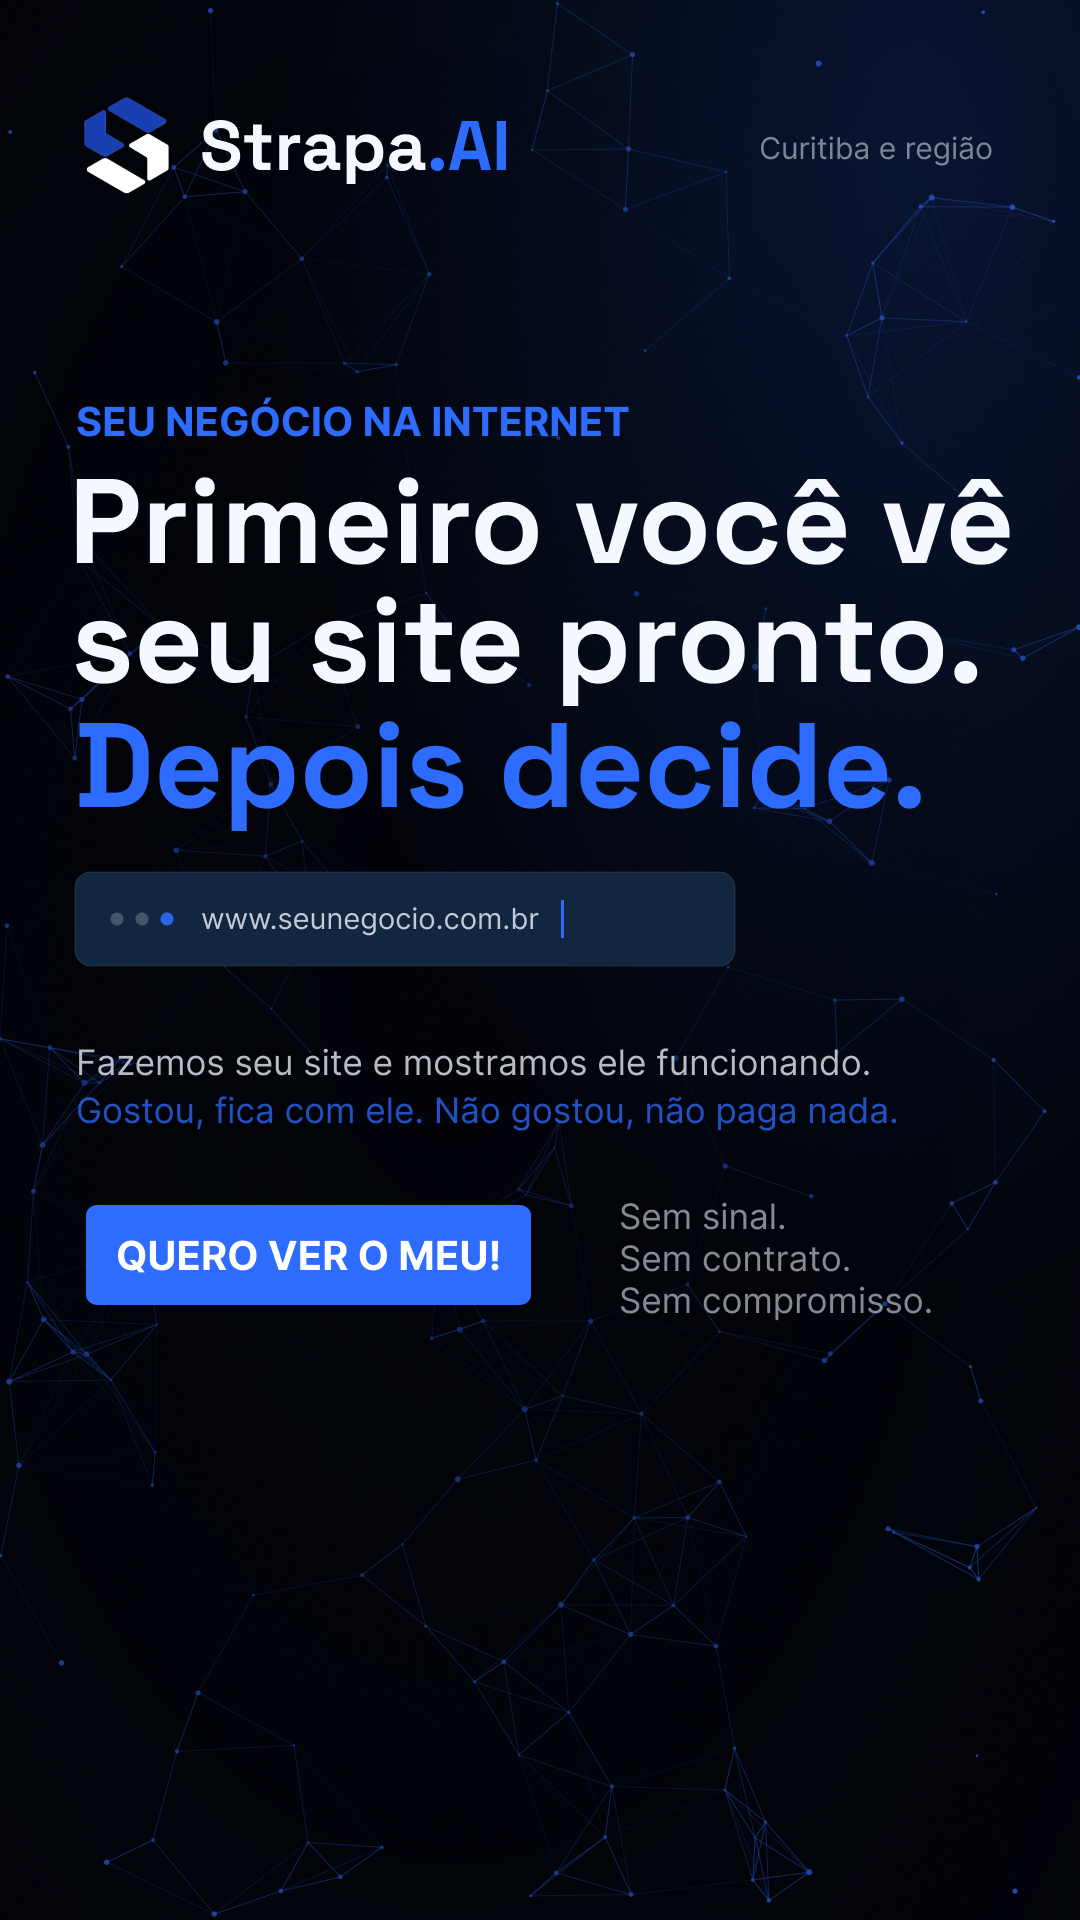 Strapa.AI
Curitiba e região
SEU NEGÓCIO NA INTERNET
Primeiro você vê
seu site pronto.
Depois decide.
www.seunegocio.com.br
Fazemos seu site e mostramos ele funcionando.
Gostou, fica com ele. Não gostou, não paga nada.
QUERO VER O MEU!
Sem sinal.
Sem contrato.
Sem compromisso.